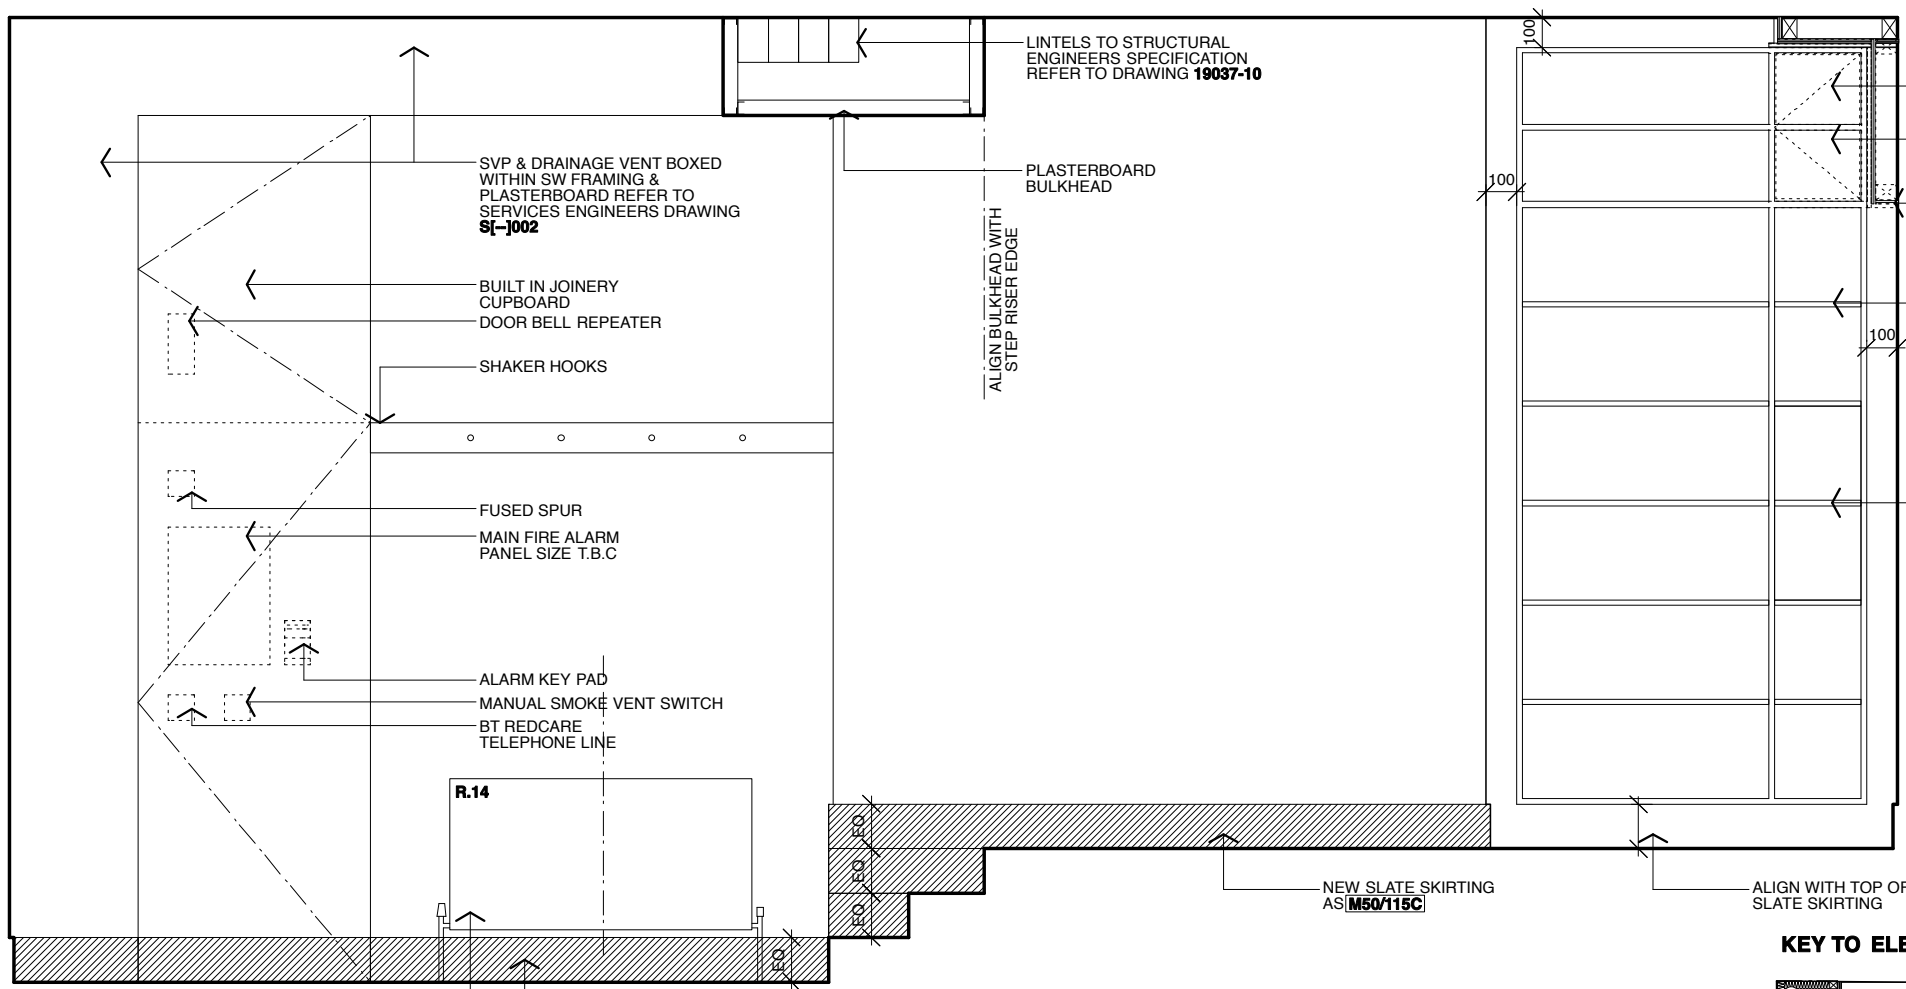 LINTELS TO STRUCTURAL
ENGINEERS SPECIFICATION
REFER TO DRAWING 19037-10
100
SVP & DRAINAGE VENT BOXED
WITHIN SW FRAMING &
PLASTERBOARD REFER TO
SERVICES ENGINEERS DRAWING
S[--]002
PLASTERBOARD
BULKHEAD
100
ALIGN BULKHEAD WITH
STEP RISER EDGE
BUILT IN JOINERY
CUPBOARD
DOOR BELL REPEATER
100
SHAKER HOOKS
FUSED SPUR
MAIN FIRE ALARM
PANEL SIZE T.B.C
ALARM KEY PAD
MANUAL SMOKE VENT SWITCH
BT REDCARE
TELEPHONE LINE
R.14
EQ
EQ
EQ
EQ
NEW SLATE SKIRTING
AS M50/115C
ALIGN WITH TOP OF
SLATE SKIRTING
KEY TO ELE